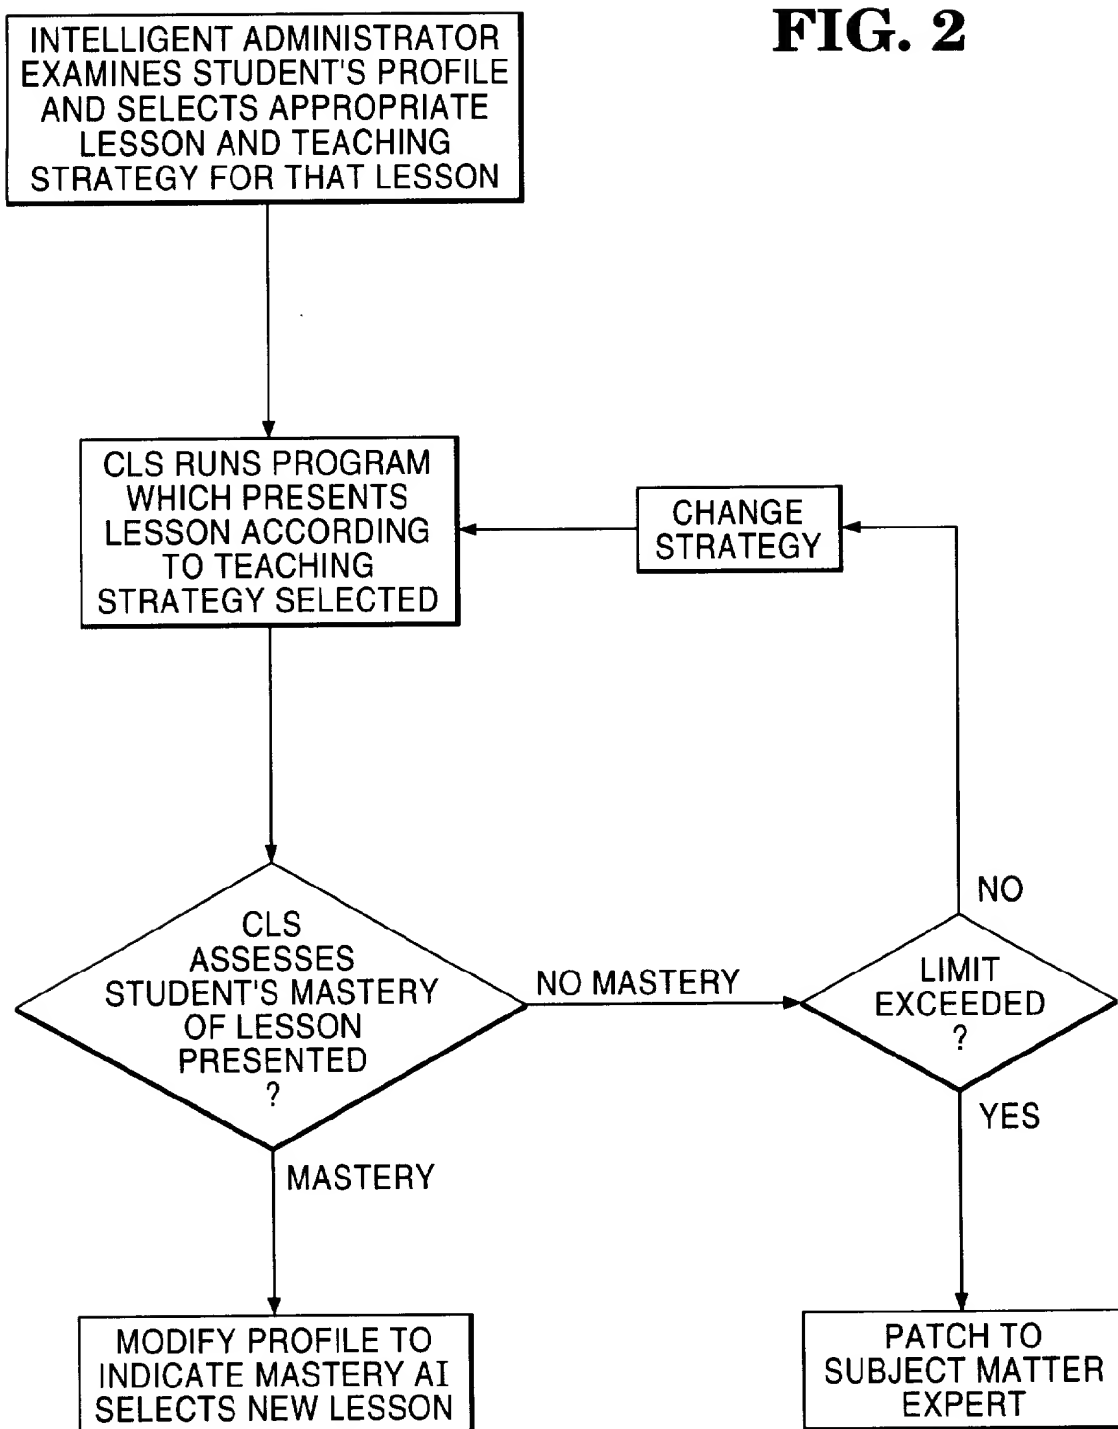 FIG. 2
INTELLIGENT ADMINISTRATOR
EXAMINES STUDENT'S PROFILE
AND SELECTS APPROPRIATE
LESSON AND TEACHING
STRATEGY FOR THAT LESSON
CLS RUNS PROGRAM
WHICH PRESENTS
LESSON ACCORDING
TO TEACHING
STRATEGY SELECTED
CHANGE
STRATEGY
CLS
ASSESSES
STUDENT'S MASTERY
OF LESSON
PRESENTED
?
NO MASTERY
LIMIT
EXCEEDED
?
NO
YES
MASTERY
MODIFY PROFILE TO
INDICATE MASTERY AI
SELECTS NEW LESSON
PATCH TO
SUBJECT MATTER
EXPERT